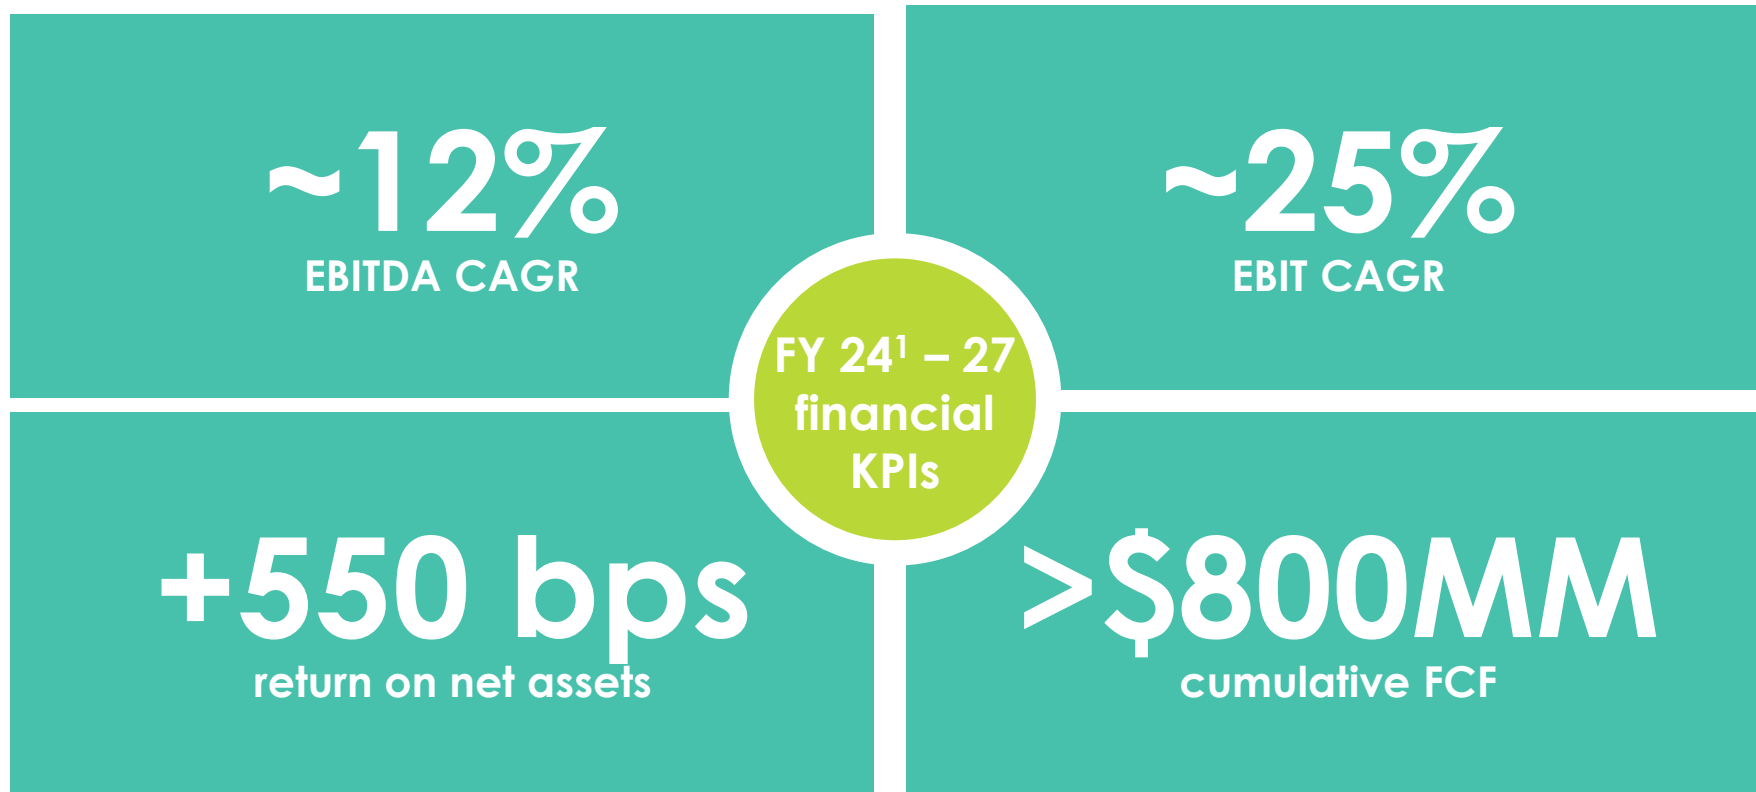 ~12%
EBITDA CAGR
~25%
EBIT CAGR
FY 24¹ – 27
financial
KPIs
+550 bps
return on net assets
>$800MM
cumulative FCF